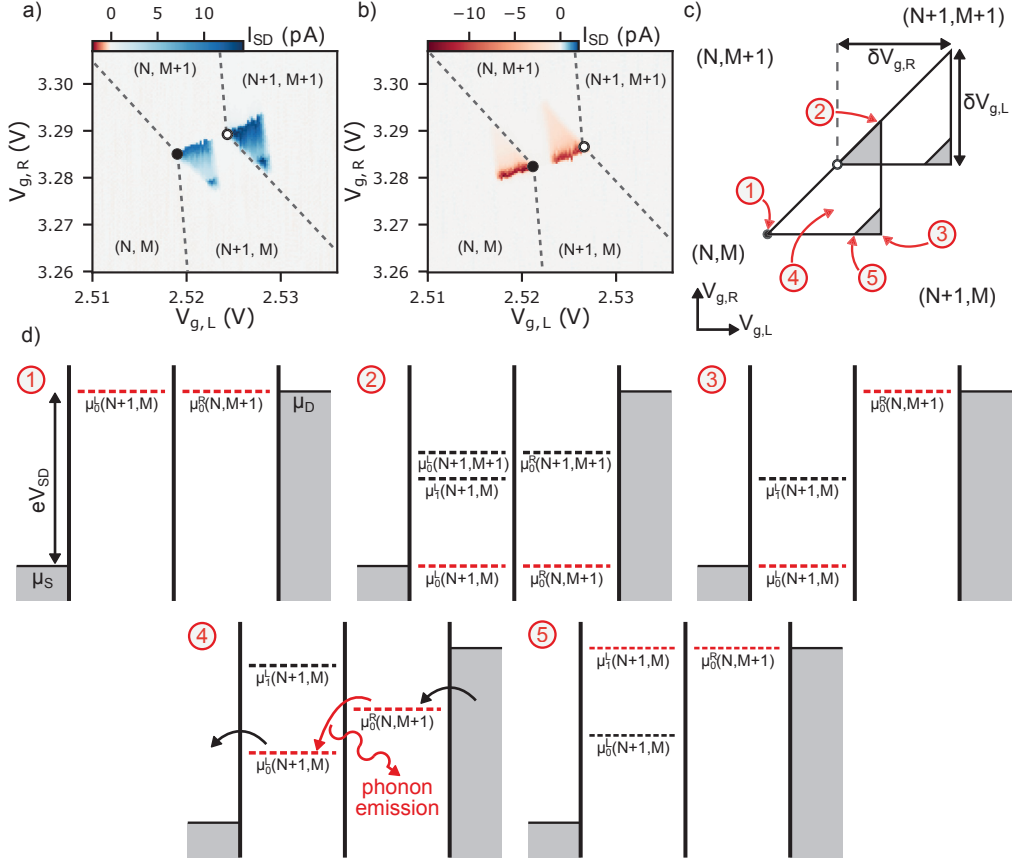 a)
I_SD (pA)
0 10
(N, M+1)
(N+1, M+1)
(N, M)
(N+1, M)
3.30
3.29
3.28
3.27
3.26
V_g,R (V)
2.51 2.52 2.53
V_g,L (V)
b)
I_SD (pA)
−10 −5 0
(N, M+1)
(N+1, M+1)
(N, M)
(N+1, M)
3.30
3.29
3.28
3.27
3.26
V_g,R (V)
2.51 2.52 2.53
V_g,L (V)
c)
(N+1,M+1)
(N,M+1)
δV_g,R
δV_g,L
2
1
(N,M)
4
5
3
(N+1,M)
V_g,R
V_g,L
d)
1
μ_0^L(N+1,M)
μ_0^R(N,M+1)
μ_D
eV_SD
μ_S
2
μ_0^L(N+1,M+1)
μ_0^R(N+1,M+1)
μ_1^L(N+1,M)
μ_0^L(N+1,M)
μ_0^R(N,M+1)
3
μ_0^R(N,M+1)
μ_1^L(N+1,M)
μ_0^L(N+1,M)
4
μ_1^L(N+1,M)
μ_0^R(N,M+1)
μ_0^L(N+1,M)
phonon
emission
5
μ_1^L(N+1,M)
μ_0^R(N,M+1)
μ_0^L(N+1,M)